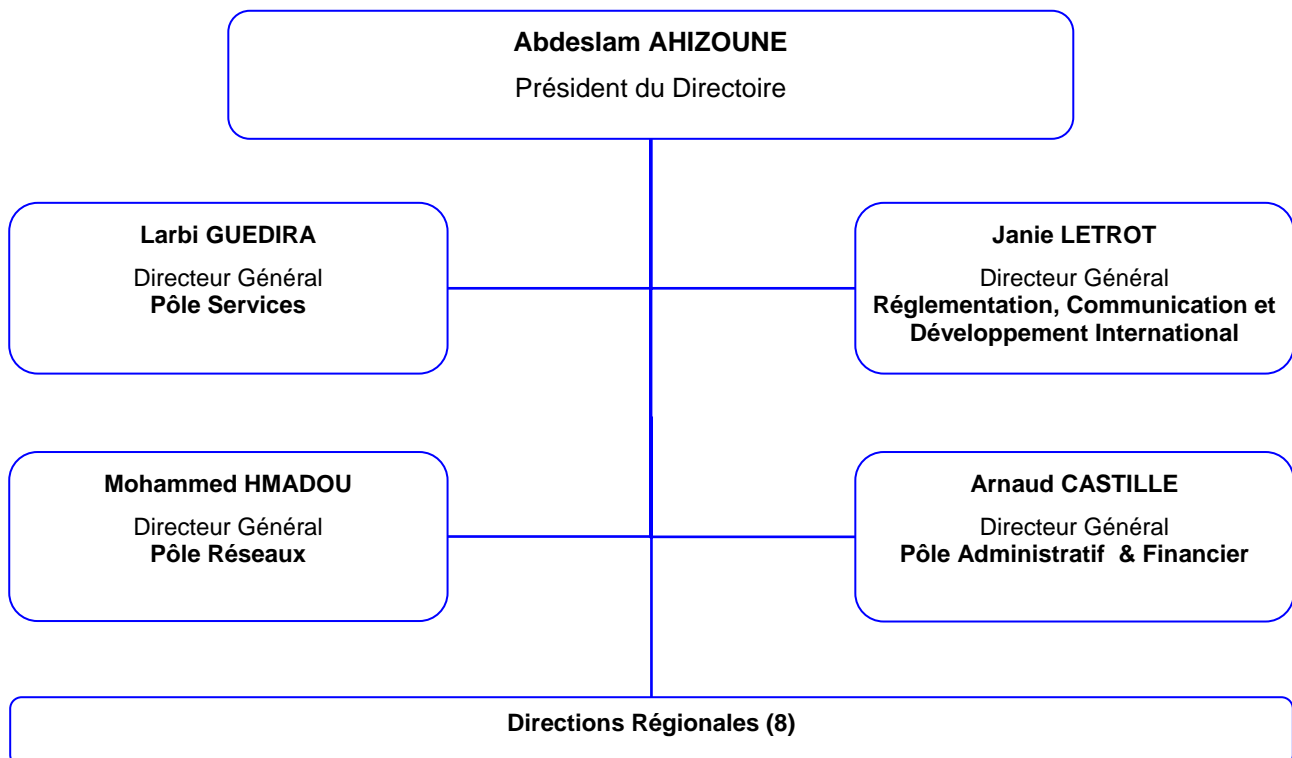 Abdeslam AHIZOUNE
Président du Directoire
Larbi GUEDIRA
Directeur Général
Pôle Services
Janie LETROT
Directeur Général
Réglementation, Communication et
Développement International
Mohammed HMADOU
Directeur Général
Pôle Réseaux
Arnaud CASTILLE
Directeur Général
Pôle Administratif & Financier
Directions Régionales (8)